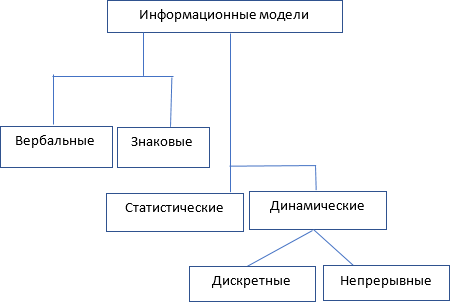 Информационные модели
Вербальные
Знаковые
Статистические
Динамические
Дискретные
Непрерывные